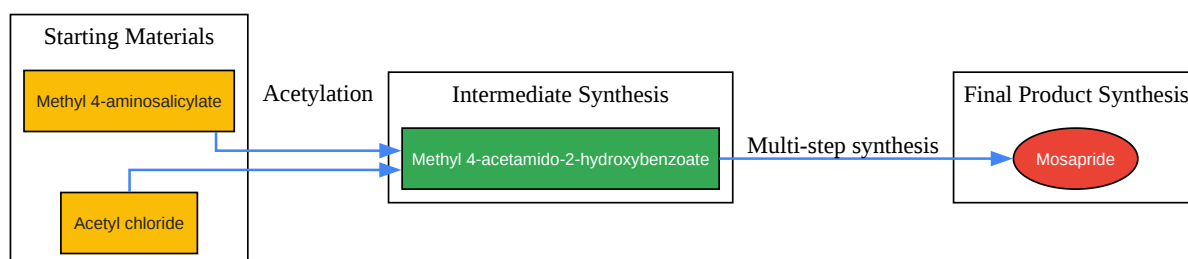 Starting Materials
Methyl 4-aminosalicylate
Acetyl chloride
Acetylation
Intermediate Synthesis
Methyl 4-acetamido-2-hydroxybenzoate
Multi-step synthesis
Final Product Synthesis
Mosapride